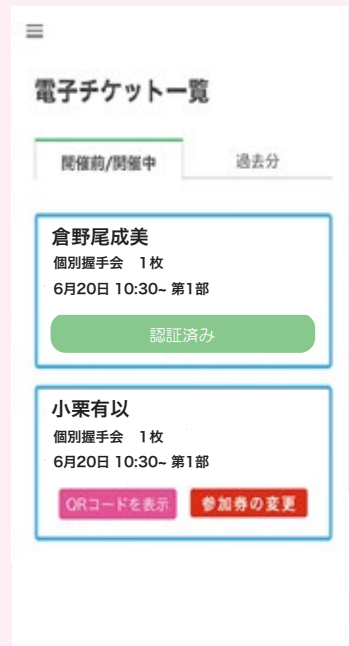 電子チケット一覧
開催前/開催中
過去分
倉野尾成美
個別握手会　1枚
6月20日 10:30~ 第1部
認証済み
小栗有以
個別握手会　1枚
6月20日 10:30~ 第1部
QRコードを表示
参加券の変更